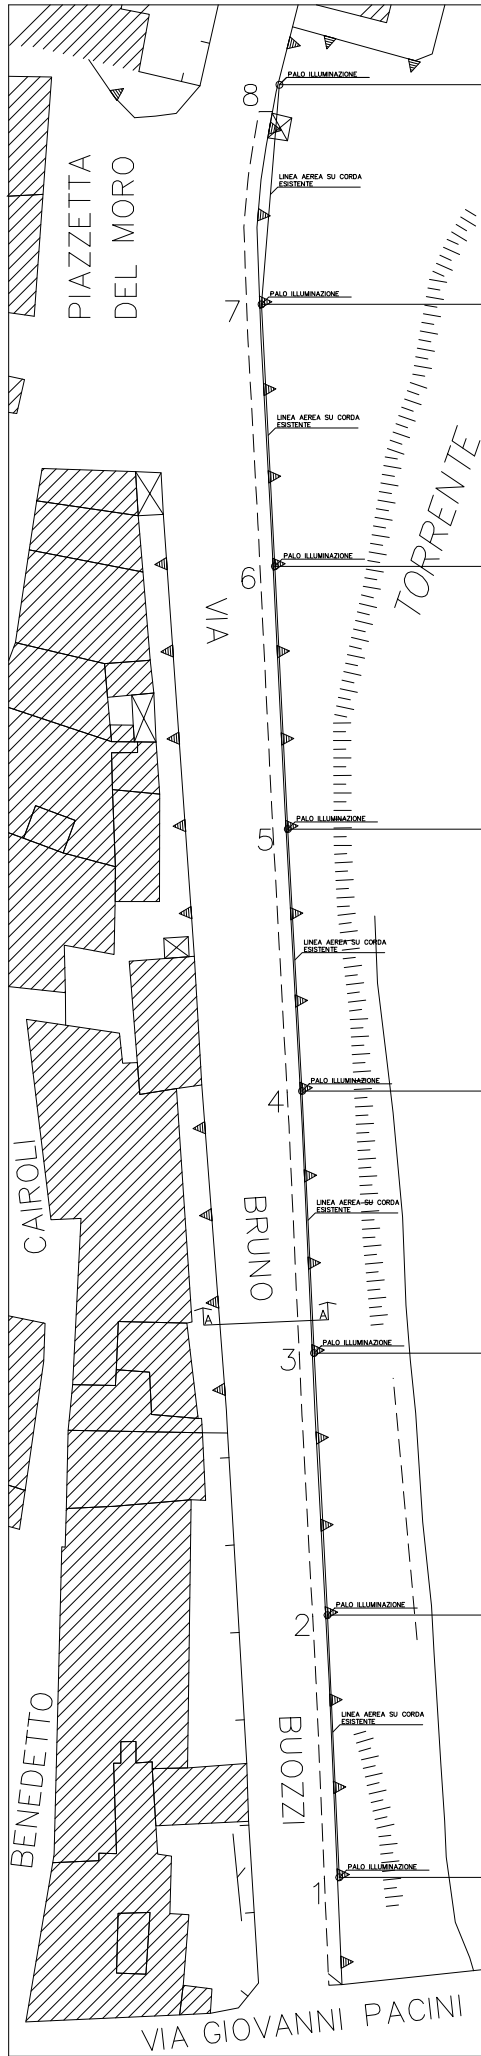 PALO ILLUMINAZIONE
8
PIAZZETTA
DEL MORO
LINEA AEREA SU CORDA
ESISTENTE
PALO ILLUMINAZIONE
7
LINEA AEREA SU CORDA
ESISTENTE
TORRENTE
PALO ILLUMINAZIONE
6
VIA
PALO ILLUMINAZIONE
5
LINEA AEREA SU CORDA
ESISTENTE
PALO ILLUMINAZIONE
4
CAIROLI
BRUNO
LINEA AEREA SU CORDA
ESISTENTE
A
A
PALO ILLUMINAZIONE
3
PALO ILLUMINAZIONE
2
BENEDETTO
BUOZZI
LINEA AEREA SU CORDA
ESISTENTE
PALO ILLUMINAZIONE
1
VIA GIOVANNI PACINI